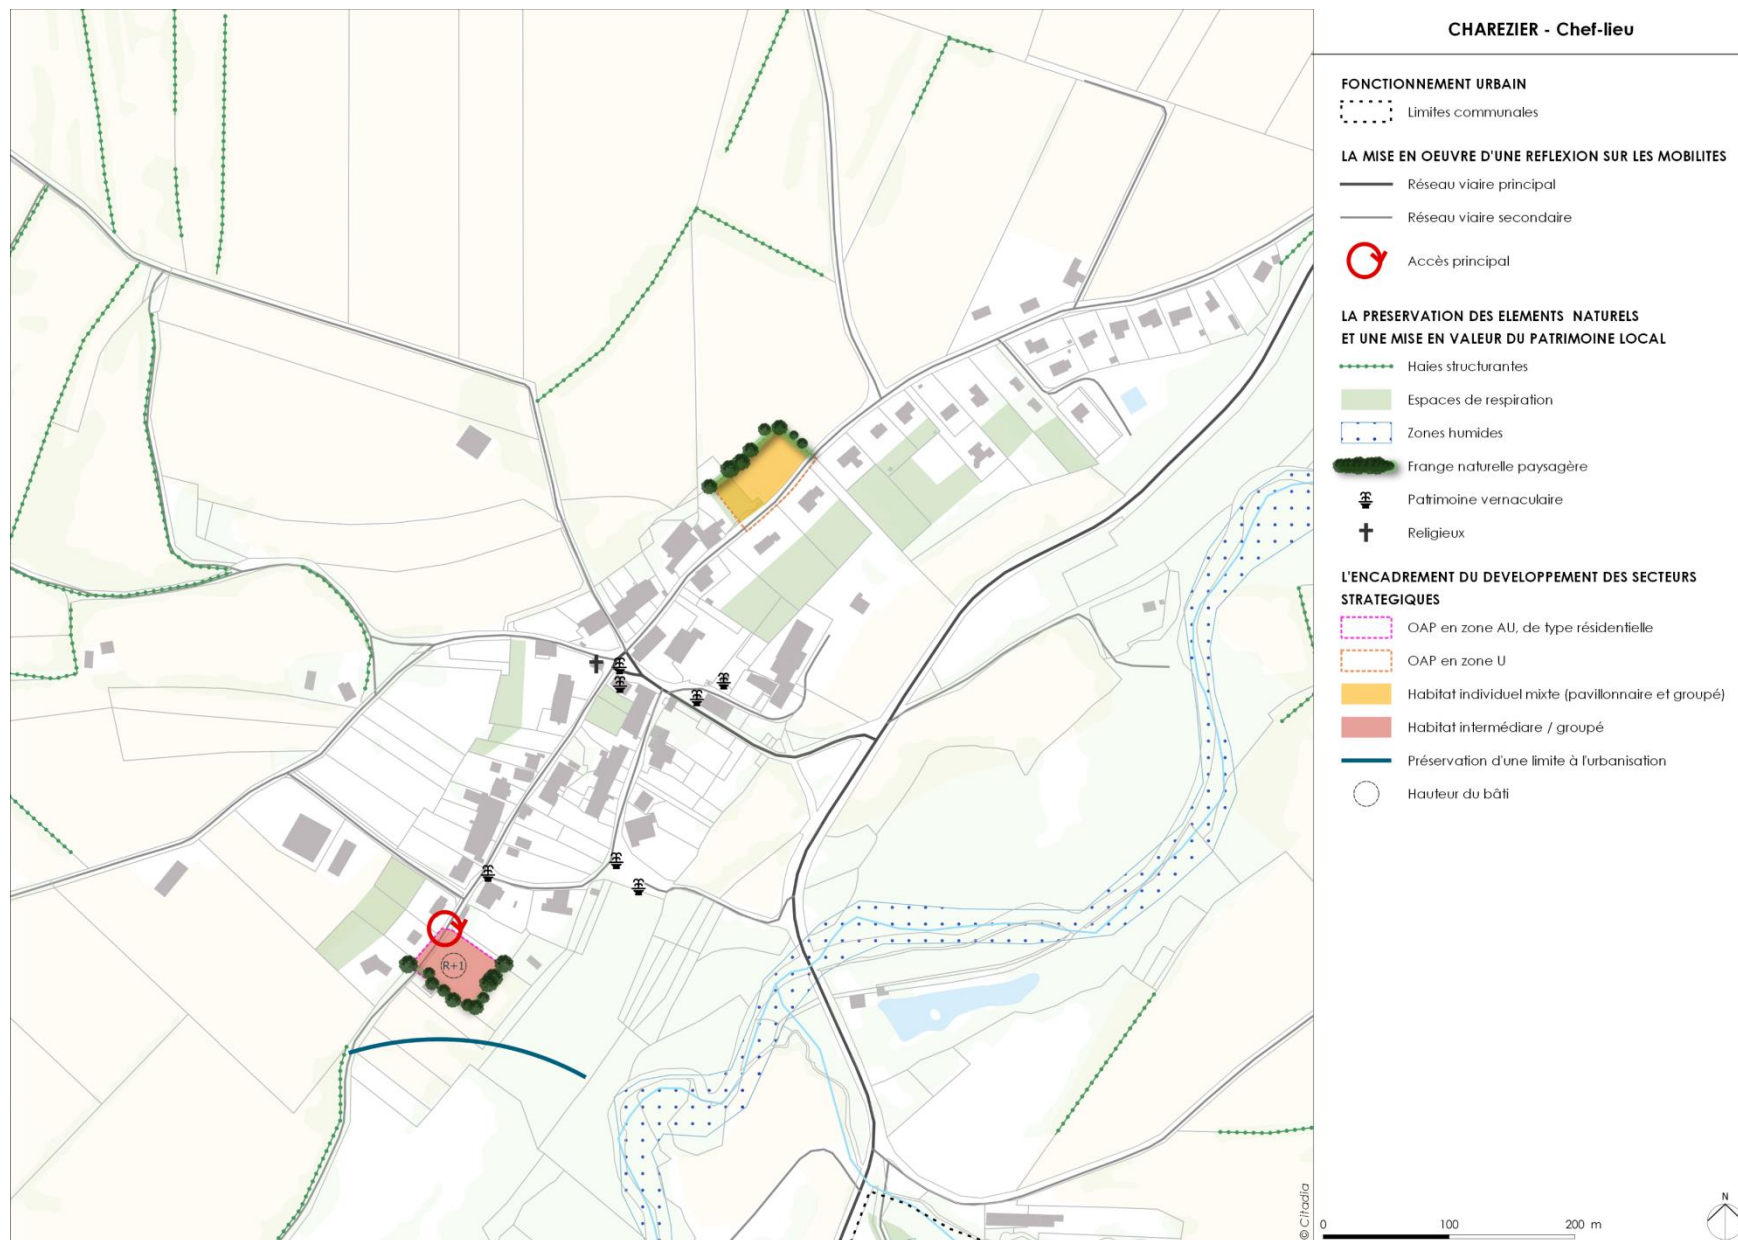 CHAREZIER - Chef-lieu
FONCTIONNEMENT URBAIN
Limites communales
LA MISE EN OEUVRE D'UNE REFLEXION SUR LES MOBILITES
Réseau viaire principal
Réseau viaire secondaire
Accès principal
LA PRESERVATION DES ELEMENTS NATURELS
ET UNE MISE EN VALEUR DU PATRIMOINE LOCAL
Haies structurantes
Espaces de respiration
Zones humides
Frange naturelle paysagère
Patrimoine vernaculaire
Religieux
L'ENCADREMENT DU DEVELOPPEMENT DES SECTEURS
STRATEGIQUES
OAP en zone AU, de type résidentielle
OAP en zone U
Habitat individuel mixte (pavillonnaire et groupé)
Habitat intermédiare / groupé
Préservation d'une limite à l'urbanisation
Hauteur du bâti
R+1
© Citadia
N
0 100 200 m